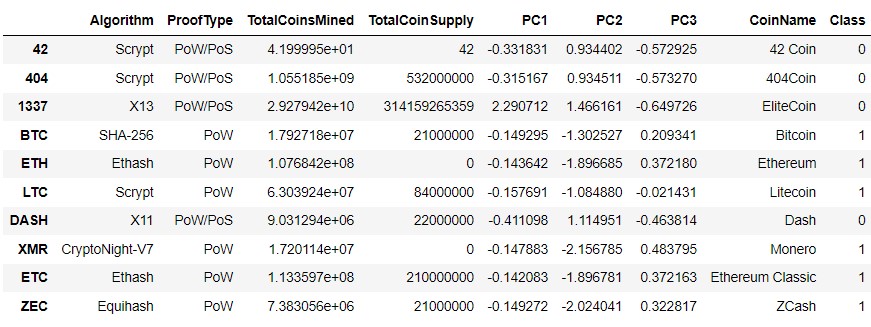 Algorithm ProofType TotalCoinsMined TotalCoinSupply PC1 PC2 PC3 CoinName Class
42 Scrypt PoW/PoS 4.199995e+01 42 -0.331831 0.934402 -0.572925 42 Coin 0
404 Scrypt PoW/PoS 1.055185e+09 532000000 -0.315167 0.934511 -0.573270 404Coin 0
1337 X13 PoW/PoS 2.927942e+10 314159265359 2.290712 1.466161 -0.649726 EliteCoin 0
BTC SHA-256 PoW 1.792718e+07 21000000 -0.149295 -1.302527 0.209341 Bitcoin 1
ETH Ethash PoW 1.076842e+08 0 -0.143642 -1.896685 0.372180 Ethereum 1
LTC Scrypt PoW 6.303924e+07 84000000 -0.157691 -1.084880 -0.021431 Litecoin 1
DASH X11 PoW/PoS 9.031294e+06 22000000 -0.411098 1.114951 -0.463814 Dash 0
XMR CryptoNight-V7 PoW 1.720114e+07 0 -0.147883 -2.156785 0.483795 Monero 1
ETC Ethash PoW 1.133597e+08 210000000 -0.142083 -1.896781 0.372163 Ethereum Classic 1
ZEC Equihash PoW 7.383056e+06 21000000 -0.149272 -2.024041 0.322817 ZCash 1